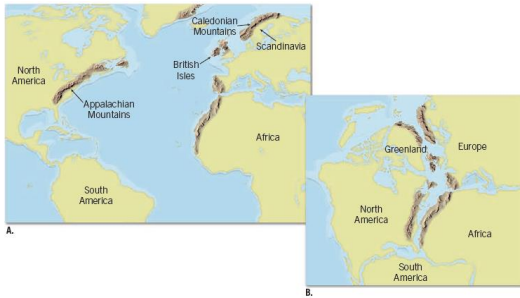 Caledonian
Mountains
Scandinavia
British
Isles
North
America
Appalachian
Mountains
Africa
South
America
A.
Greenland
Europe
North
America
Africa
South
America
B.